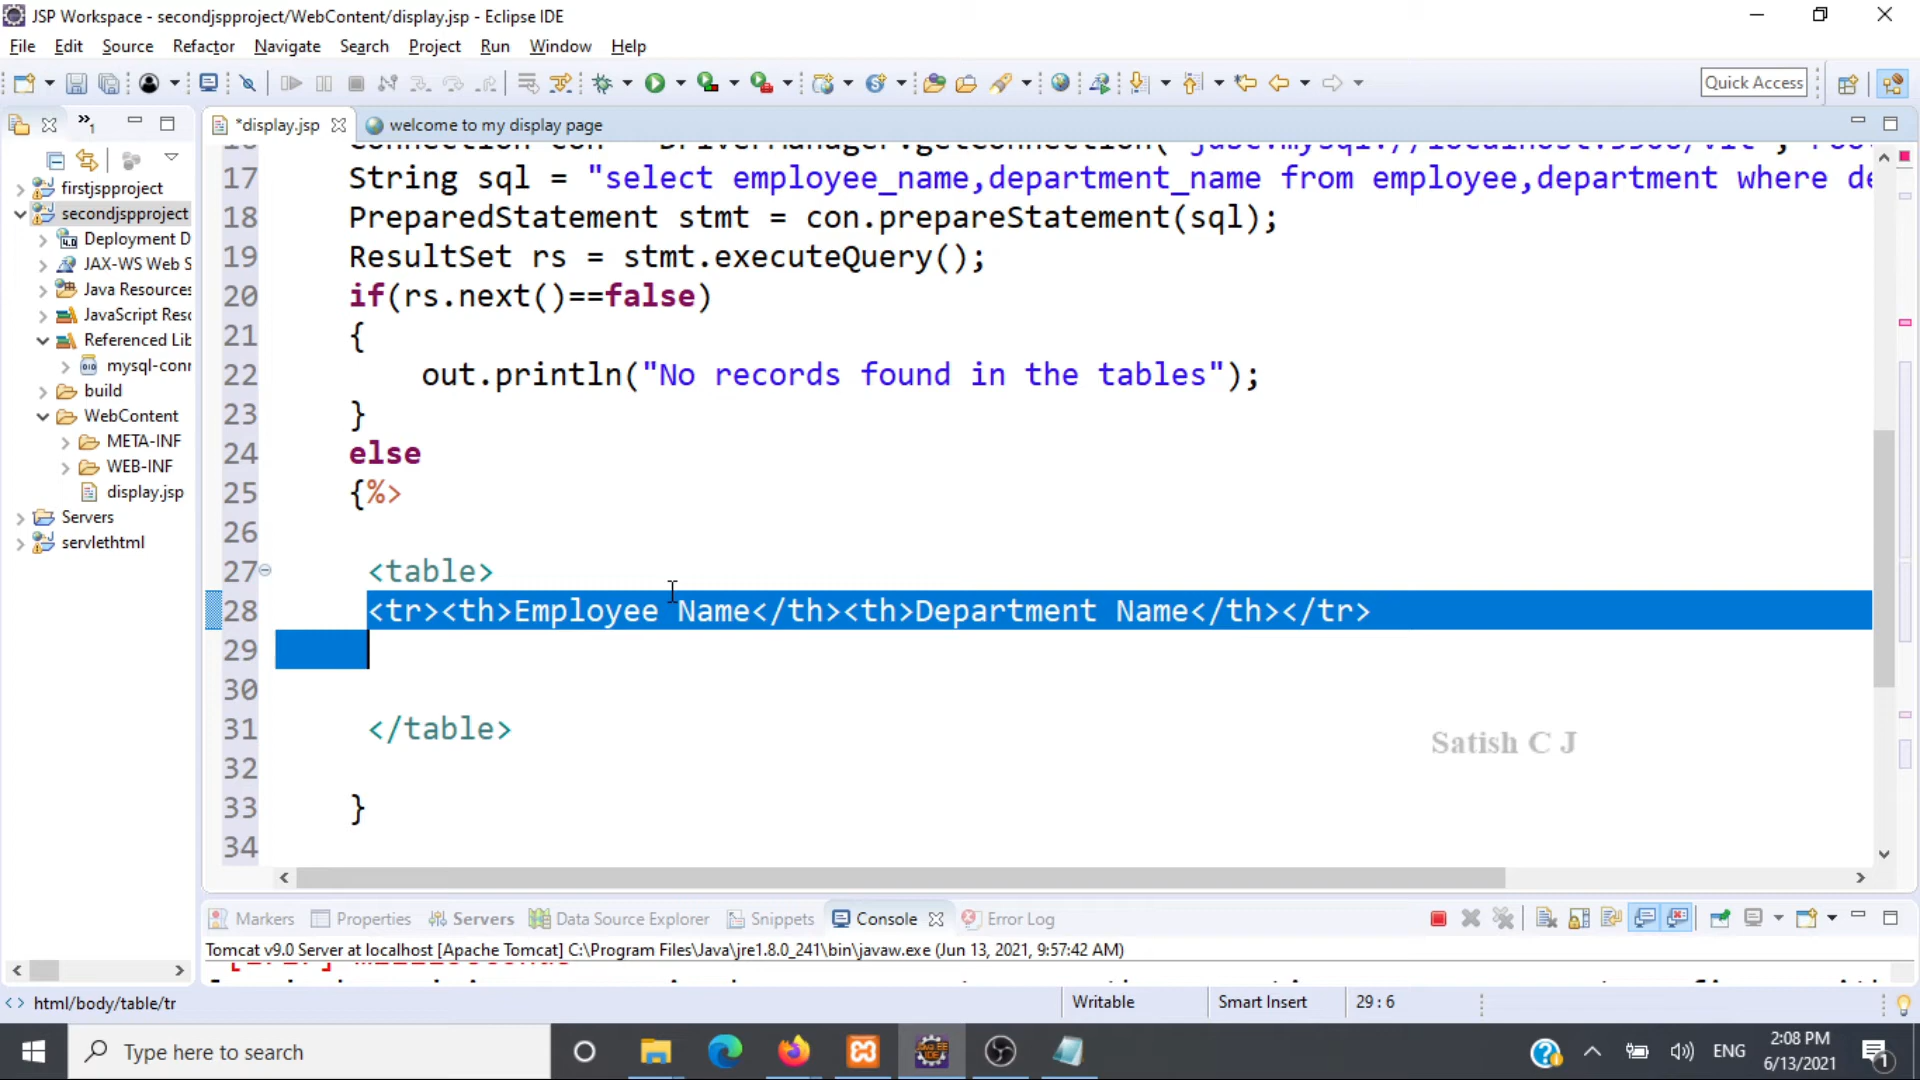 JSP Workspace - secondjspproject/WebContent/display.jsp - Eclipse IDE
File Edit Source Refactor Navigate Search Project Run Window Help
Quick Access
»1
*display.jsp
welcome to my display page
firstjspproject
secondjspproject
Deployment D
JAX-WS Web S
Java Resources
JavaScript Reso
Referenced Lib
mysql-conn
build
WebContent
META-INF
WEB-INF
display.jsp
Servers
servlethtml
17 String sql = "select employee_name,department_name from employee,department where de
18 PreparedStatement stmt = con.prepareStatement(sql);
19 ResultSet rs = stmt.executeQuery();
20 if(rs.next()==false)
21 {
22 out.println("No records found in the tables");
23 }
24 else
25 {%>
26
27 <table>
28 <tr><th>Employee Name</th><th>Department Name</th></tr>
29
30
31 </table>
32
33 }
34
Satish C J
Markers Properties Servers Data Source Explorer Snippets Console Error Log
Tomcat v9.0 Server at localhost [Apache Tomcat] C:\Program Files\Java\jre1.8.0_241\bin\javaw.exe (Jun 13, 2021, 9:57:42 AM)
html/body/table/tr
Writable
Smart Insert
29 : 6
Type here to search
ENG
2:08 PM
6/13/2021
1